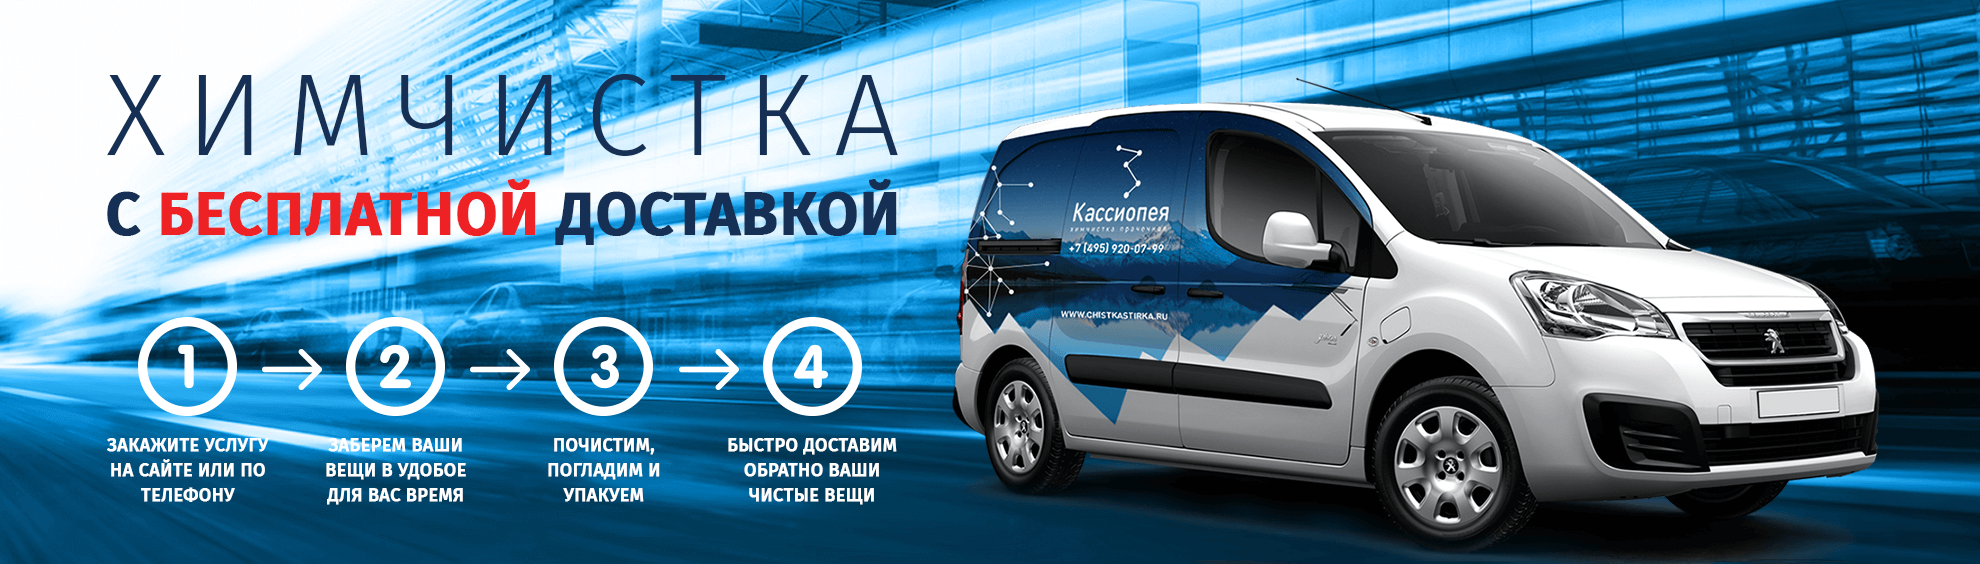 ХИМЧИСТКА
С БЕСПЛАТНОЙ ДОСТАВКОЙ
1
2
3
4
ЗАКАЖИТЕ УСЛУГУ
НА САЙТЕ ИЛИ ПО
ТЕЛЕФОНУ
ЗАБЕРЕМ ВАШИ
ВЕЩИ В УДОБОЕ
ДЛЯ ВАС ВРЕМЯ
ПОЧИСТИМ,
ПОГЛАДИМ И
УПАКУЕМ
БЫСТРО ДОСТАВИМ
ОБРАТНО ВАШИ
ЧИСТЫЕ ВЕЩИ
Кассиопея
химчистка прачечная
+7 (495) 920-07-99
WWW.CHISTKASTIRKA.RU